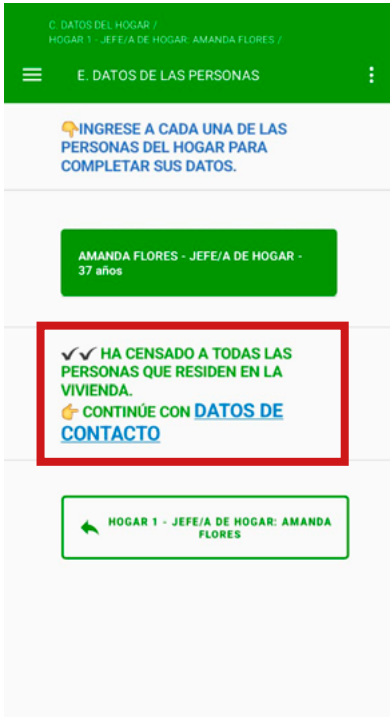 C. DATOS DEL HOGAR /
HOGAR 1 - JEFE/A DE HOGAR: AMANDA FLORES /
E. DATOS DE LAS PERSONAS
👇INGRESE A CADA UNA DE LAS
PERSONAS DEL HOGAR PARA
COMPLETAR SUS DATOS.
AMANDA FLORES - JEFE/A DE HOGAR -
37 años
✓✓ HA CENSADO A TODAS LAS
PERSONAS QUE RESIDEN EN LA
VIVIENDA.
👉 CONTINÚE CON DATOS DE
CONTACTO
HOGAR 1 - JEFE/A DE HOGAR: AMANDA
FLORES